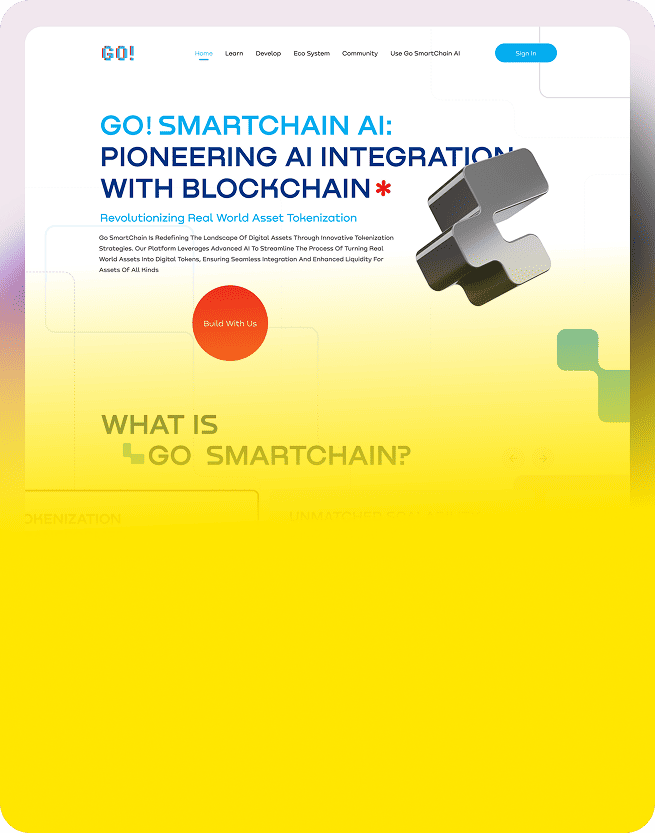 GO!
Home Learn Develop Eco System Community Use Go SmartChain AI Sign In
GO! SMARTCHAIN AI:
PIONEERING AI INTEGRATION
WITH BLOCKCHAIN*
Revolutionizing Real World Asset Tokenization
Go SmartChain Is Redefining The Landscape Of Digital Assets Through Innovative Tokenization
Strategies. Our Platform Leverages Advanced AI To Streamline The Process Of Turning Real
World Assets Into Digital Tokens, Ensuring Seamless Integration And Enhanced Liquidity For
Assets Of All Kinds
Build With Us
WHAT IS
GO SMARTCHAIN?